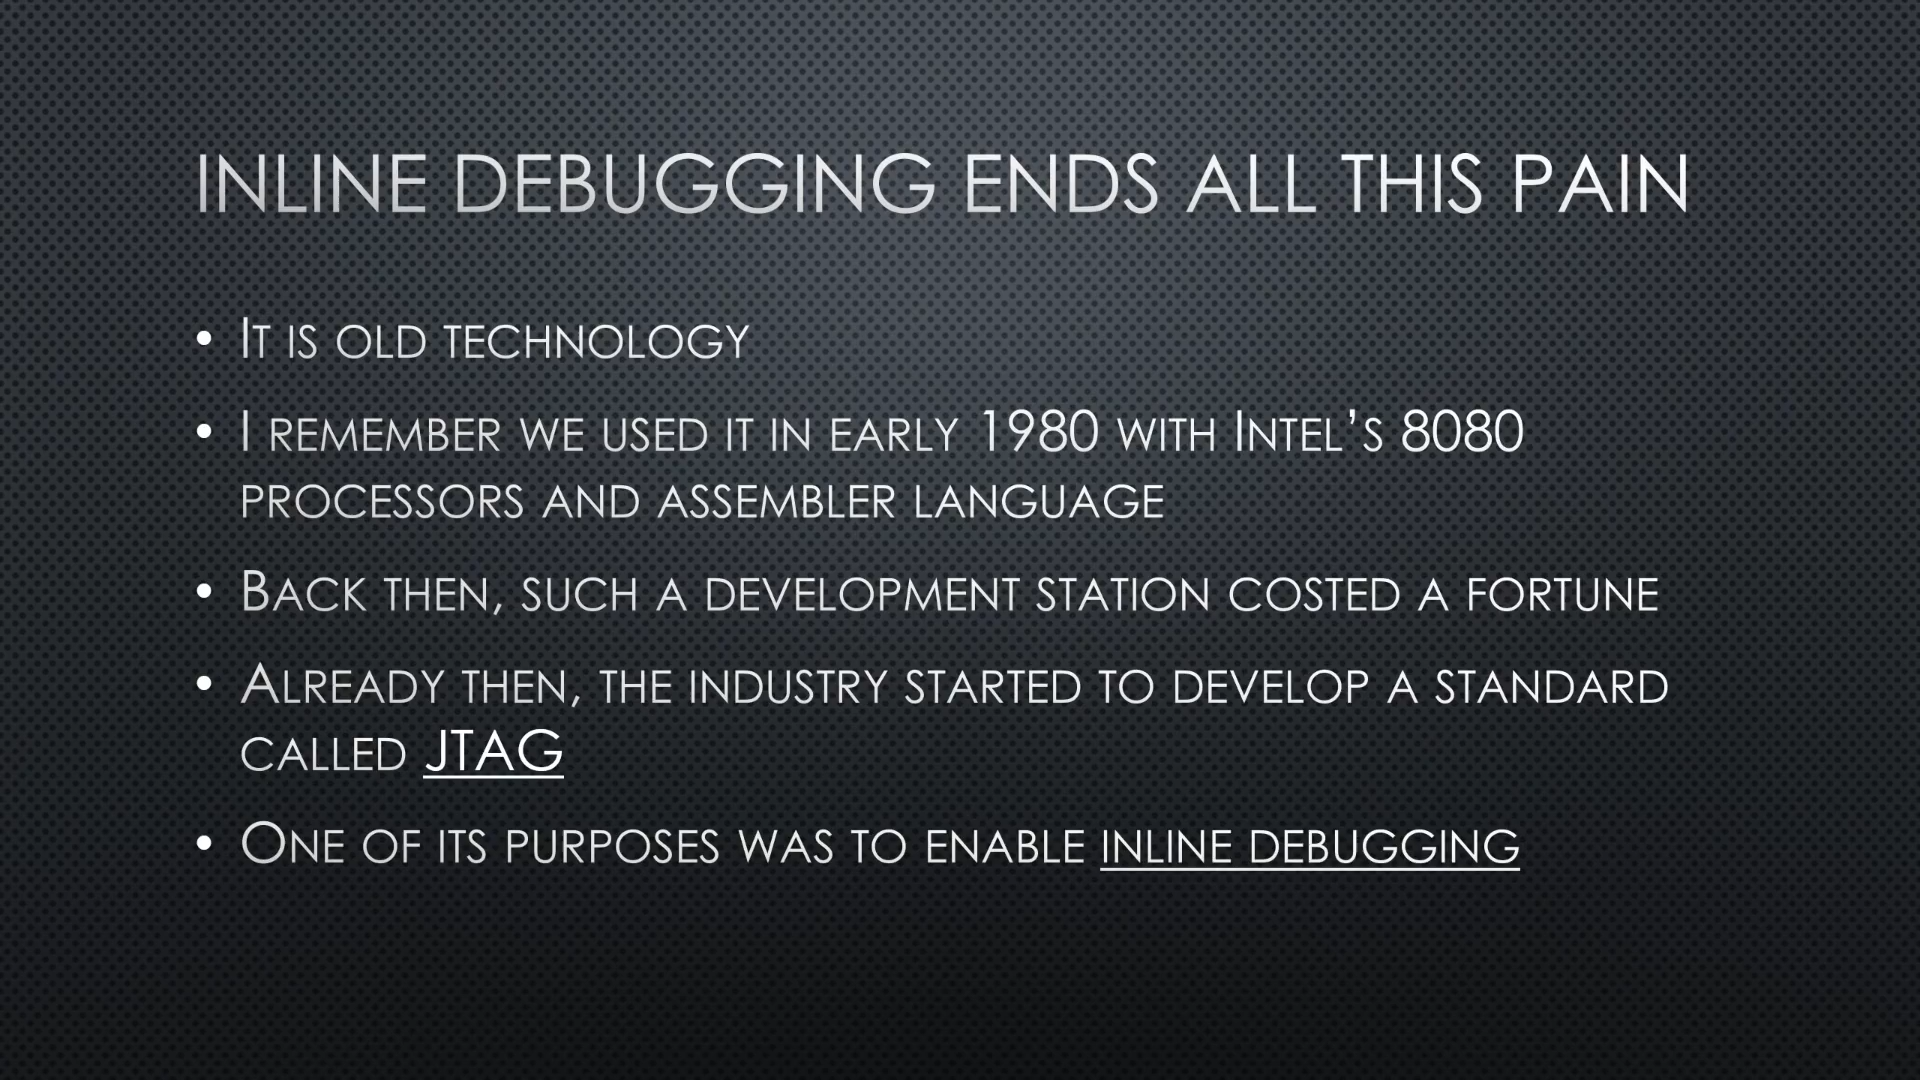 INLINE DEBUGGING ENDS ALL THIS PAIN
• It is old technology
• I remember we used it in early 1980 with Intel’s 8080
processors and assembler language
• Back then, such a development station costed a fortune
• Already then, the industry started to develop a standard
called JTAG
• One of its purposes was to enable inline debugging